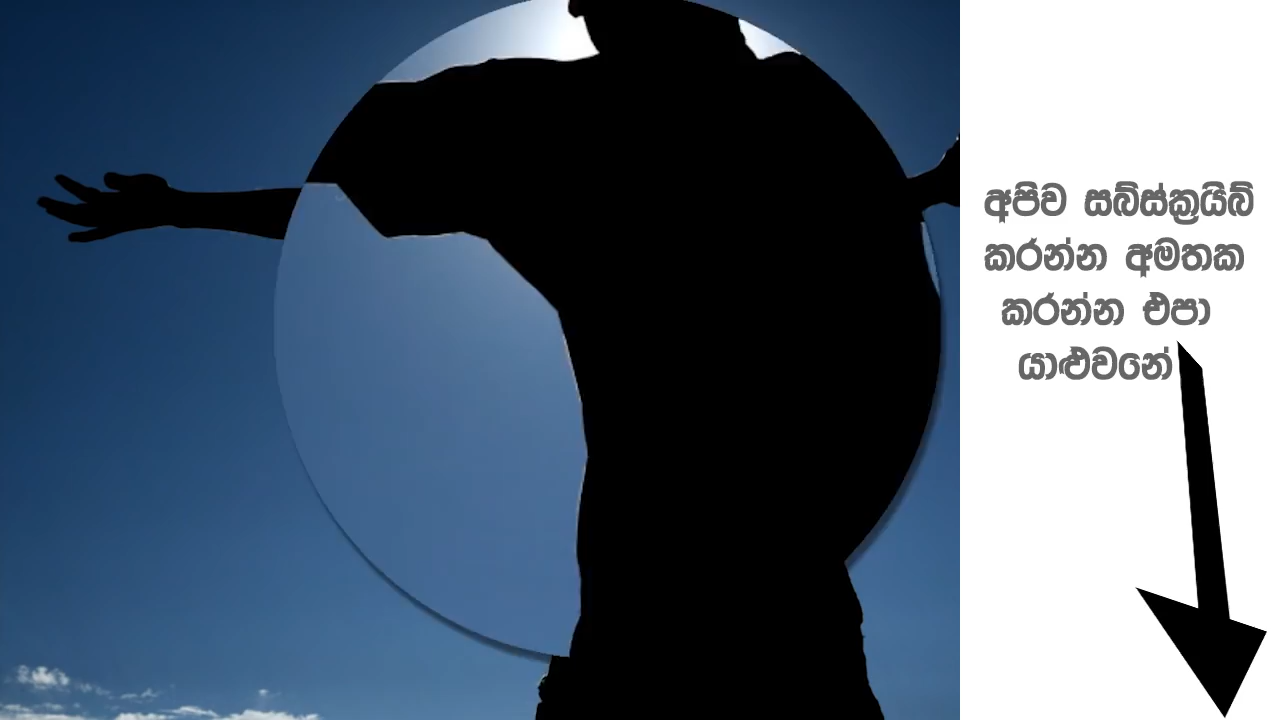 අපිව සබ්ස්ක්‍රයිබ්
කරන්න අමතක
කරන්න එපා
යාළුවනේ